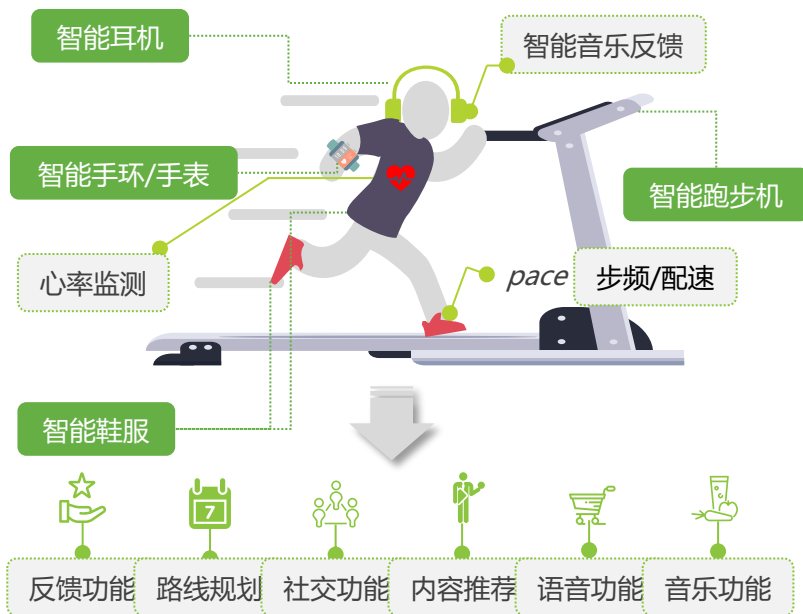 智能耳机
智能音乐反馈
智能手环/手表
智能跑步机
心率监测
pace 步频/配速
智能鞋服
7
反馈功能 路线规划 社交功能 内容推荐 语音功能 音乐功能